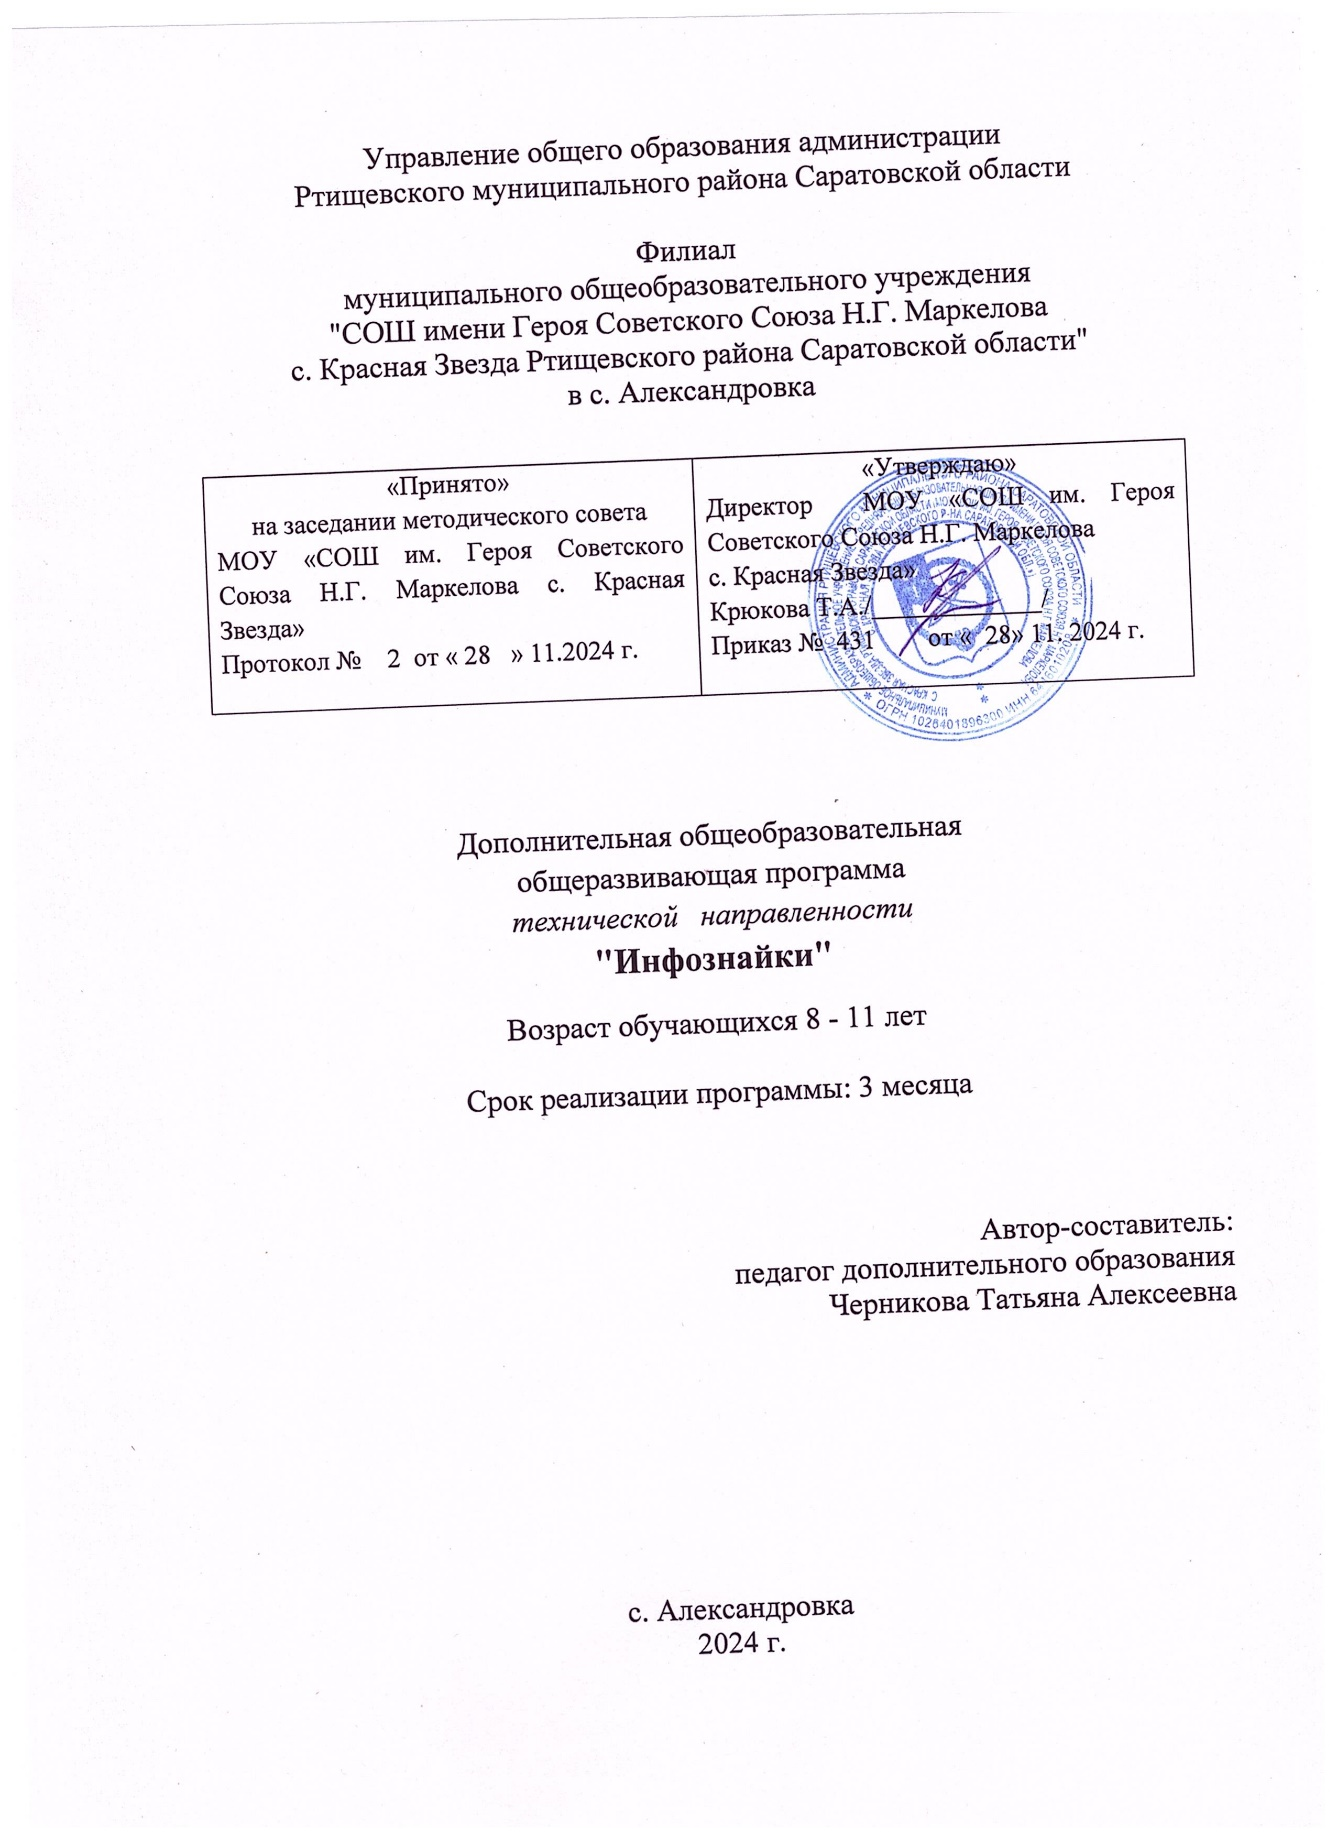 Управление общего образования администрации
Ртищевского муниципального района Саратовской области
Филиал
муниципального общеобразовательного учреждения
"СОШ имени Героя Советского Союза Н.Г. Маркелова
с. Красная Звезда Ртищевского района Саратовской области"
в с. Александровка
«Принято»
на заседании методического совета
МОУ «СОШ им. Героя Советского
Союза Н.Г. Маркелова с. Красная
Звезда»
Протокол № 2 от « 28 » 11.2024 г.
«Утверждаю»
Директор МОУ «СОШ им. Героя
Советского Союза Н.Г. Маркелова
с. Красная Звезда»
Крюкова Т.А./______________/
Приказ № 431 от « 28» 11. 2024 г.
ОГРН 1026401896300 ИНН
Дополнительная общеобразовательная
общеразвивающая программа
технической направленности
"Инфознайки"
Возраст обучающихся 8 - 11 лет
Срок реализации программы: 3 месяца
Автор-составитель:
педагог дополнительного образования
Черникова Татьяна Алексеевна
с. Александровка
2024 г.